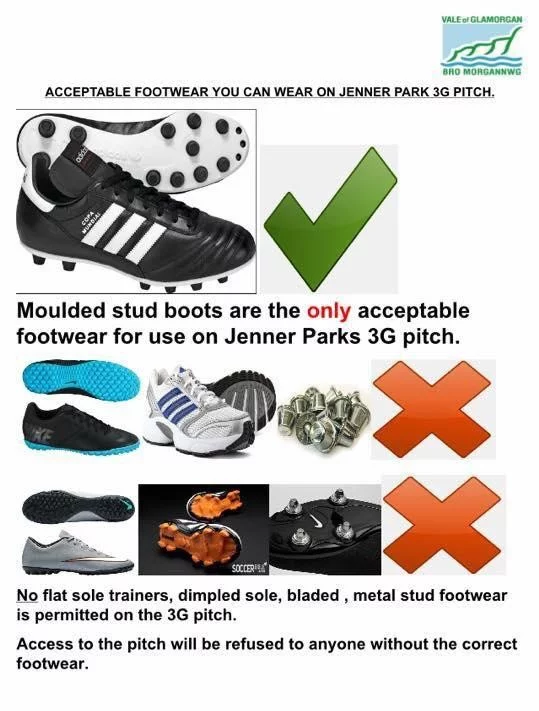 VALE of GLAMORGAN
BRO MORGANNWG
ACCEPTABLE FOOTWEAR YOU CAN WEAR ON JENNER PARK 3G PITCH.
adidas
COPA
MUNDIAL
Moulded stud boots are the only acceptable
footwear for use on Jenner Parks 3G pitch.
SOCCER
No flat sole trainers, dimpled sole, bladed , metal stud footwear
is permitted on the 3G pitch.
Access to the pitch will be refused to anyone without the correct
footwear.